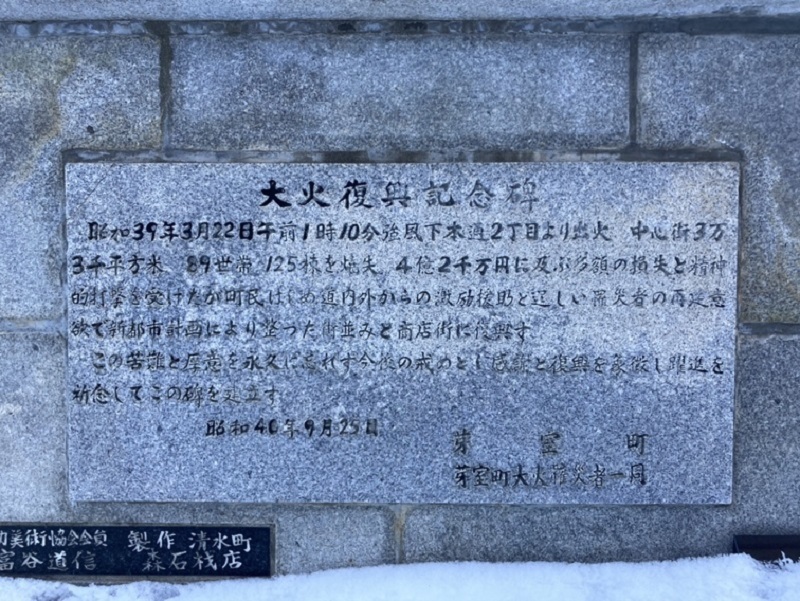 大火復興記念碑
昭和39年3月22日午前1時10分強風下本通2丁目より出火 中心街3万
3千平方米 89世帯 125棟を焼失 4億2千万円に及ぶ多額の損失と精神
的打撃を受けたが町民はじめ道内外からの激励援助と逞しい罹災者の再建意
欲で新都市計画により整つた街並みと商店街に復興す
この苦難と厚意を永久に忘れず今後の戒めとし感謝と復興を象徴し躍進を
祈念してこの碑を建立す
昭和40年9月25日
芽室町
芽室町大火罹災者一同
美術協会会員 製作 清水町
富谷道信 森石材店